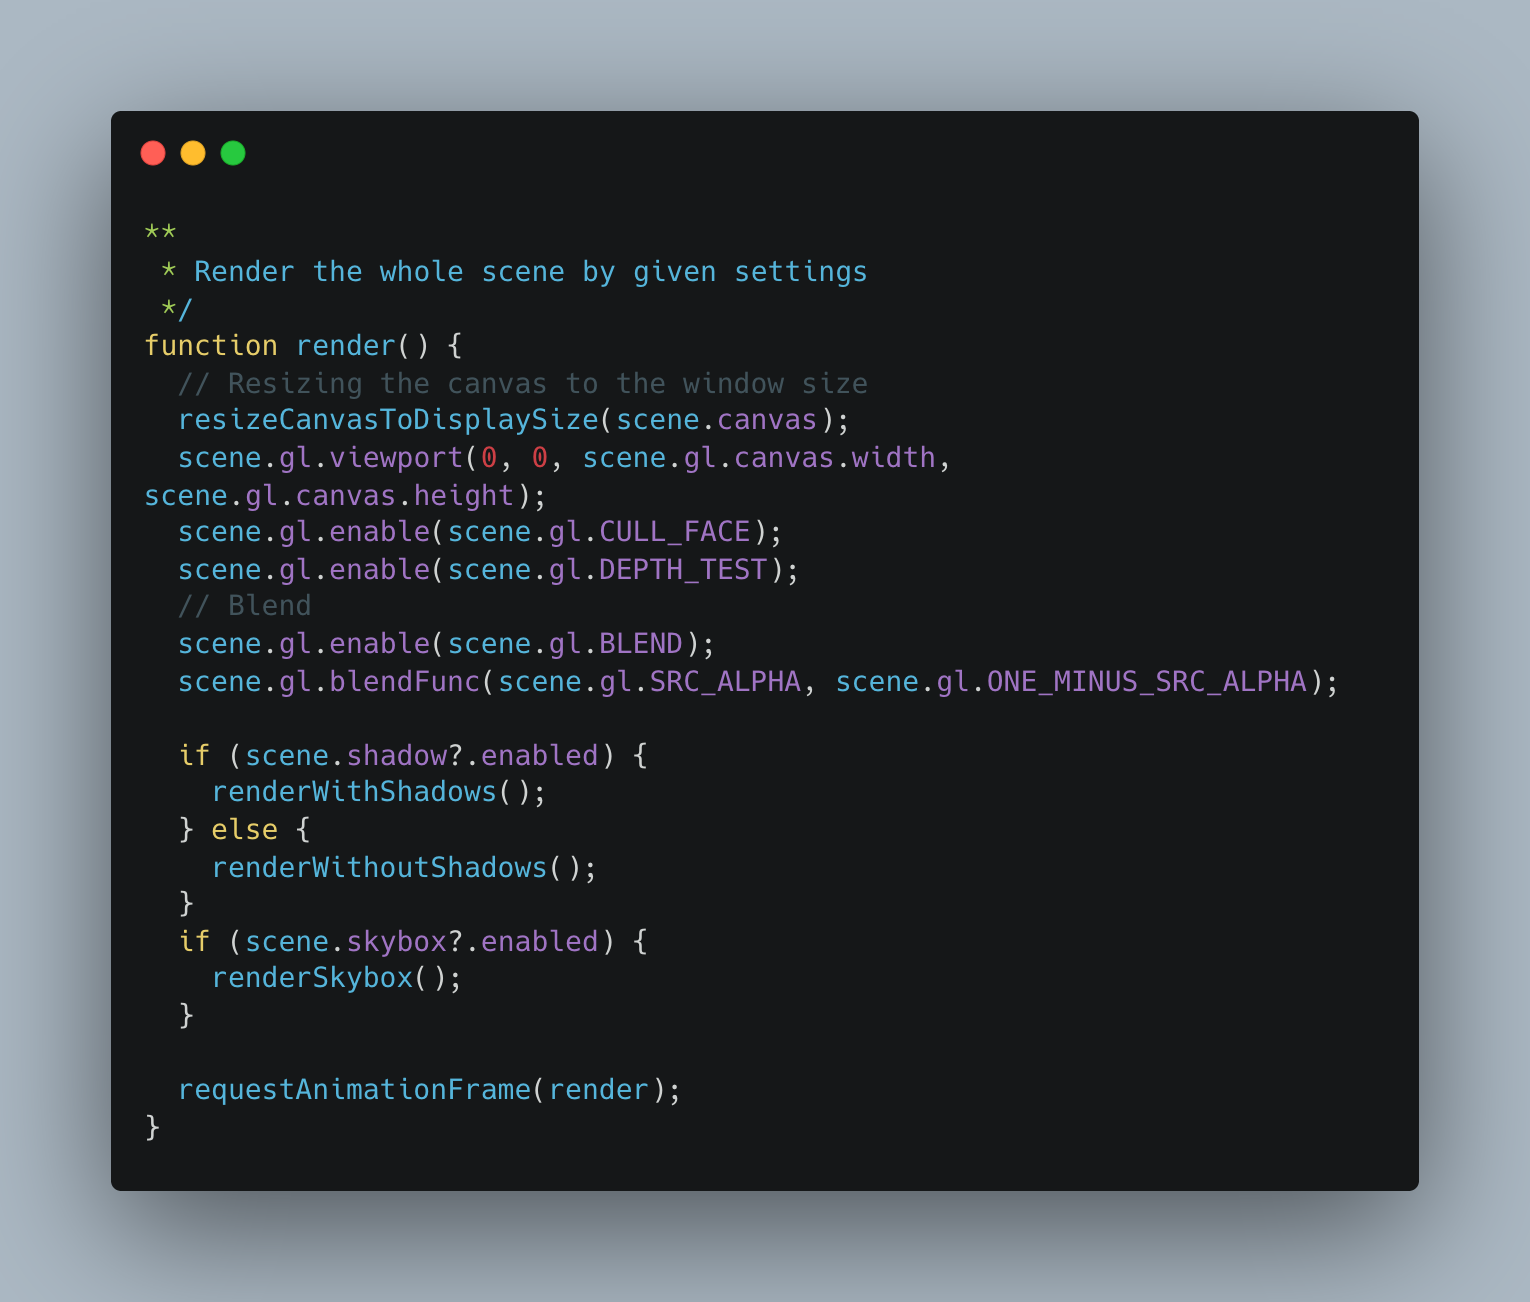 **
 * Render the whole scene by given settings
 */
function render() {
  // Resizing the canvas to the window size
  resizeCanvasToDisplaySize(scene.canvas);
  scene.gl.viewport(0, 0, scene.gl.canvas.width,
scene.gl.canvas.height);
  scene.gl.enable(scene.gl.CULL_FACE);
  scene.gl.enable(scene.gl.DEPTH_TEST);
  // Blend
  scene.gl.enable(scene.gl.BLEND);
  scene.gl.blendFunc(scene.gl.SRC_ALPHA, scene.gl.ONE_MINUS_SRC_ALPHA);

  if (scene.shadow?.enabled) {
    renderWithShadows();
  } else {
    renderWithoutShadows();
  }
  if (scene.skybox?.enabled) {
    renderSkybox();
  }

  requestAnimationFrame(render);
}